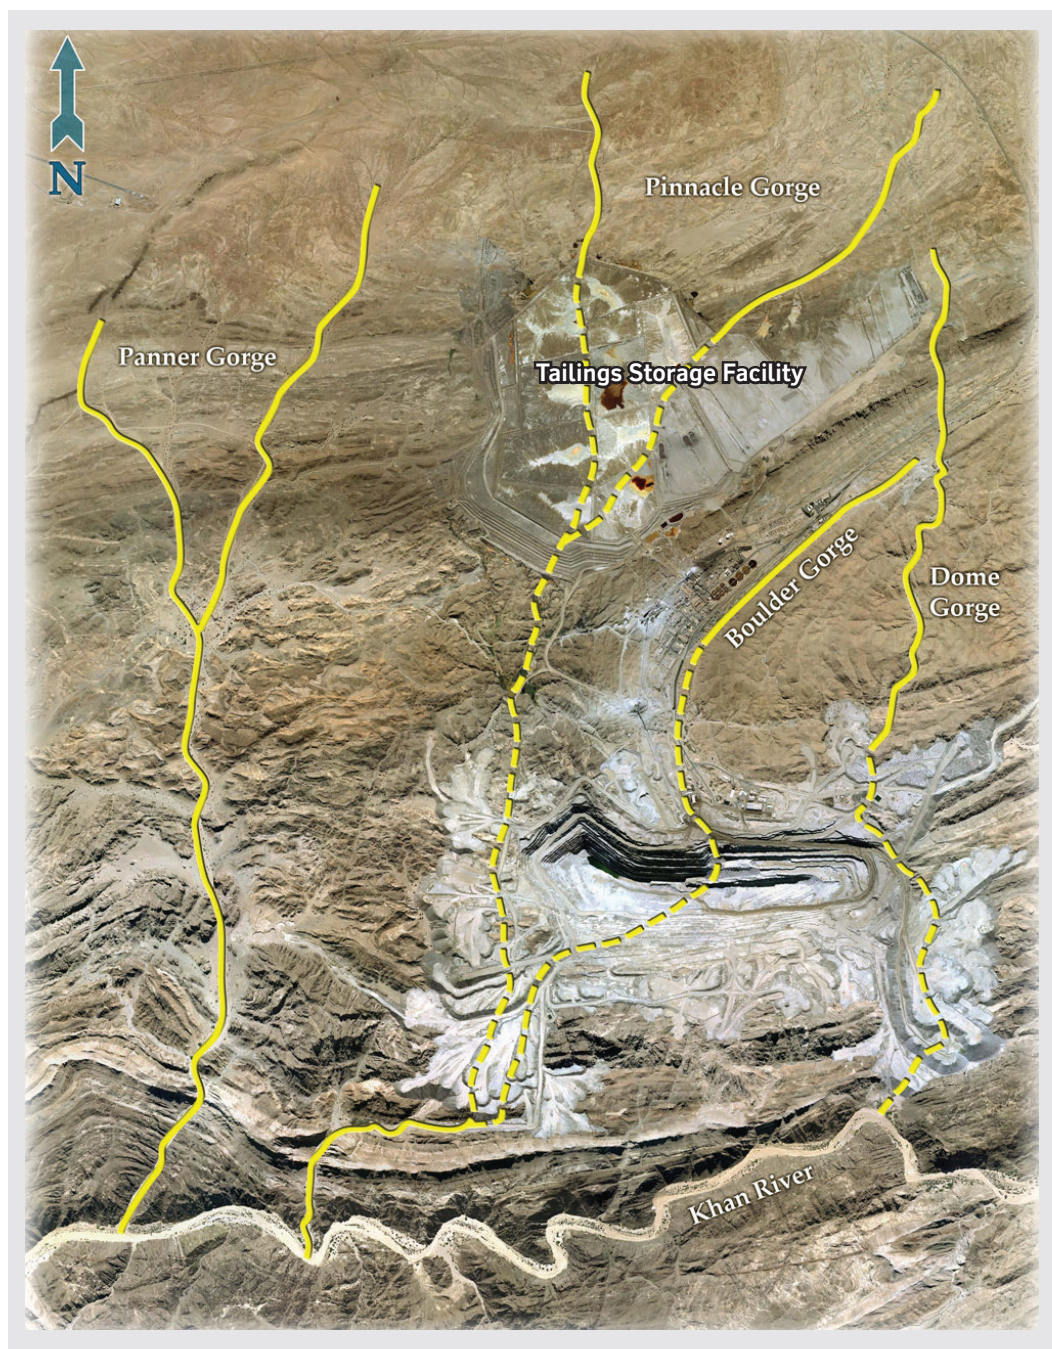 N
Pinnacle Gorge
Panner Gorge
Tailings Storage Facility
Boulder Gorge
Dome
Gorge
Khan River